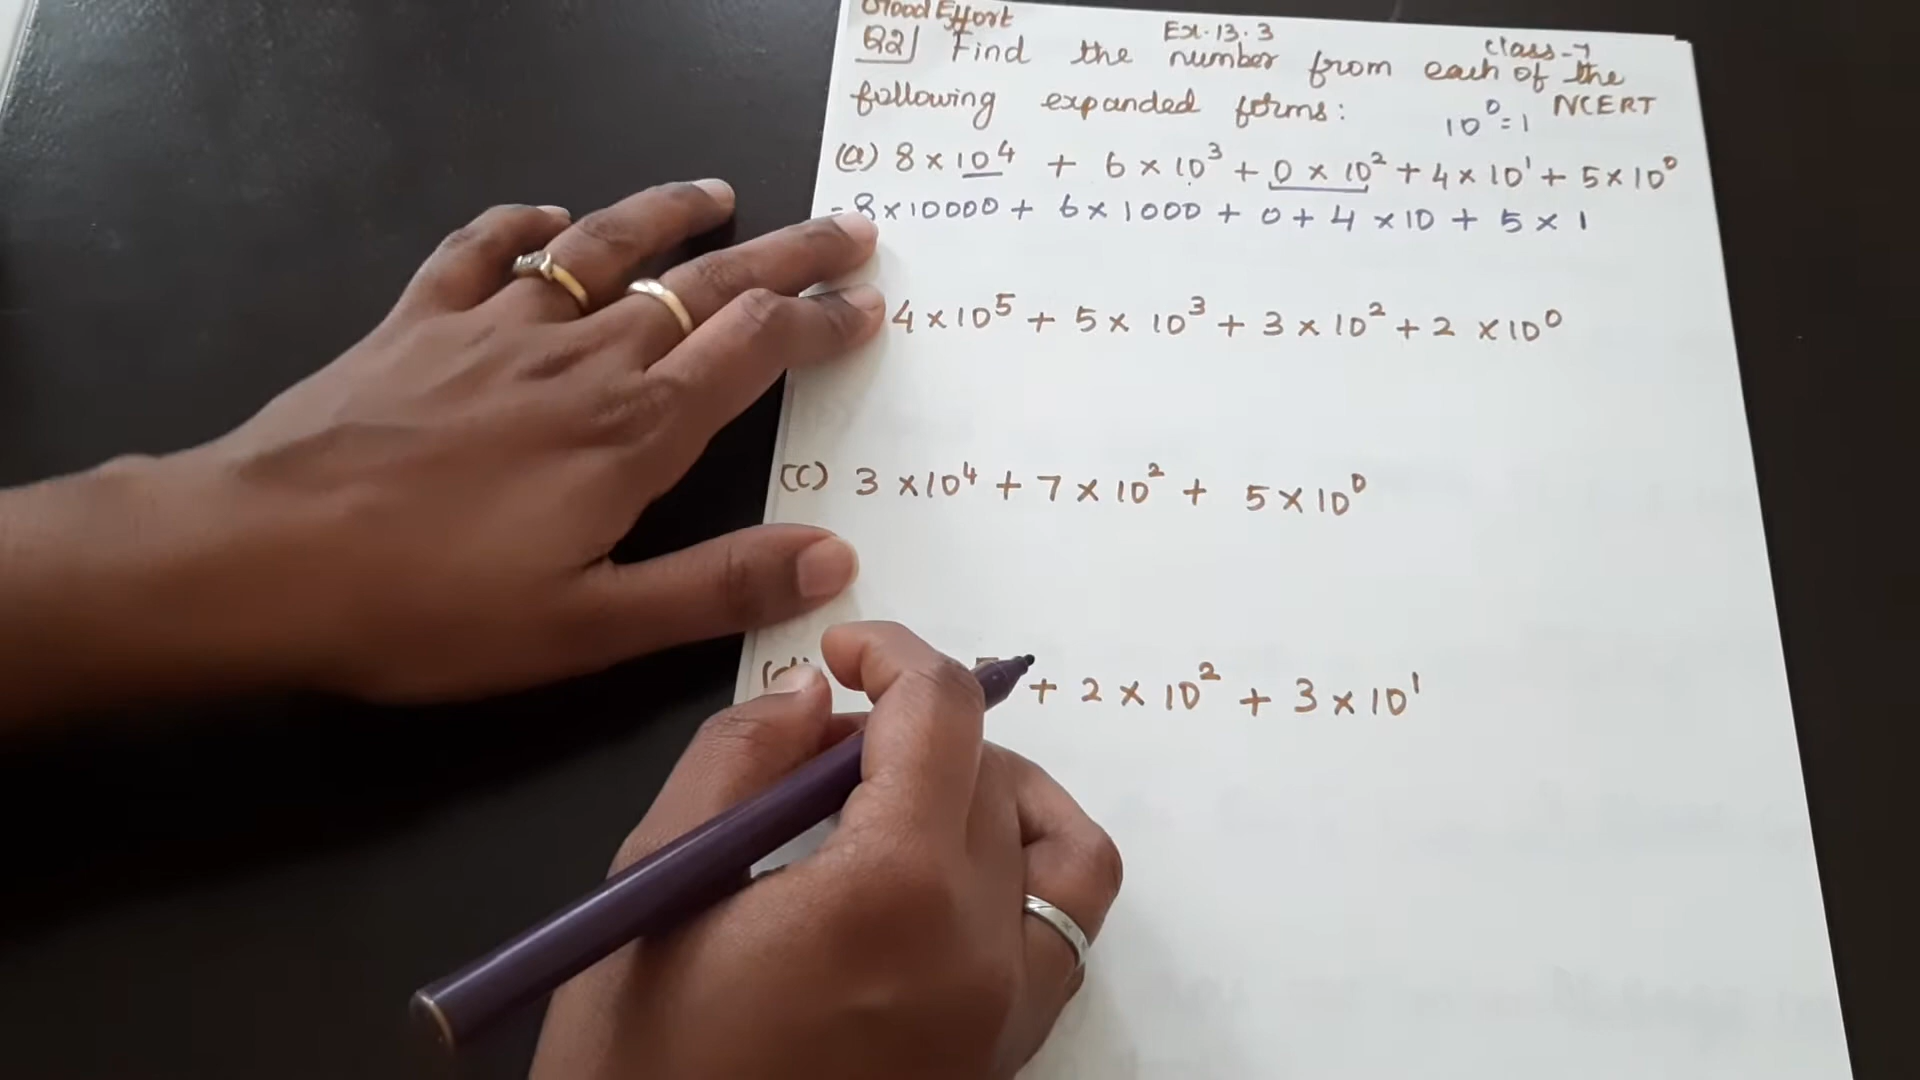 Good Effort
Ex. 13.3
Class-7
Q2 Find the number from each of the
following expanded forms: NCERT
10⁰=1
(a) 8 × 10⁴ + 6 × 10³ + 0 × 10² + 4 × 10¹ + 5 × 10⁰
= 8 × 10000 + 6 × 1000 + 0 + 4 × 10 + 5 × 1
4 × 10⁵ + 5 × 10³ + 3 × 10² + 2 × 10⁰
(c) 3 × 10⁴ + 7 × 10² + 5 × 10⁰
(d) + 2 × 10² + 3 × 10¹